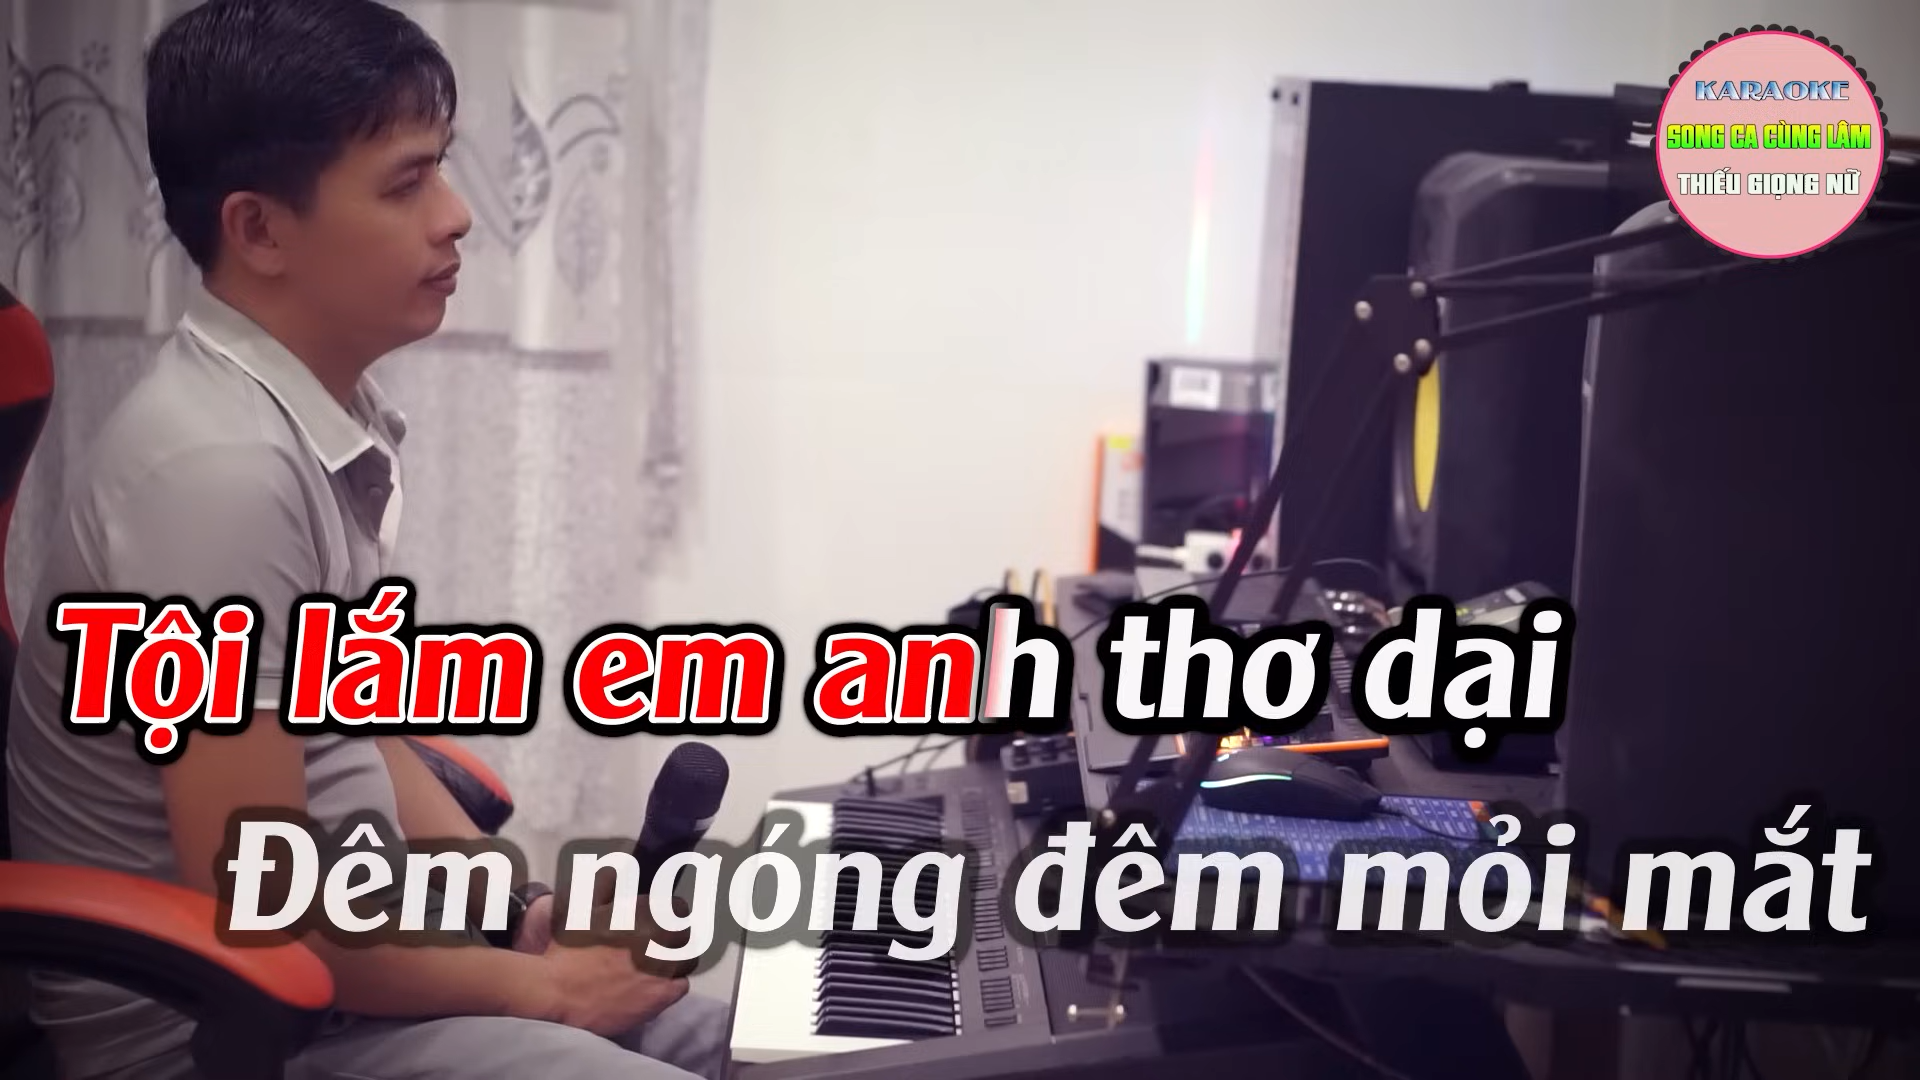 KARAOKE
SONG CA CÙNG LÂM
THIẾU GIỌNG NỮ
Tội lắm em anh thơ dại
Đêm ngóng đêm mỏi mắt